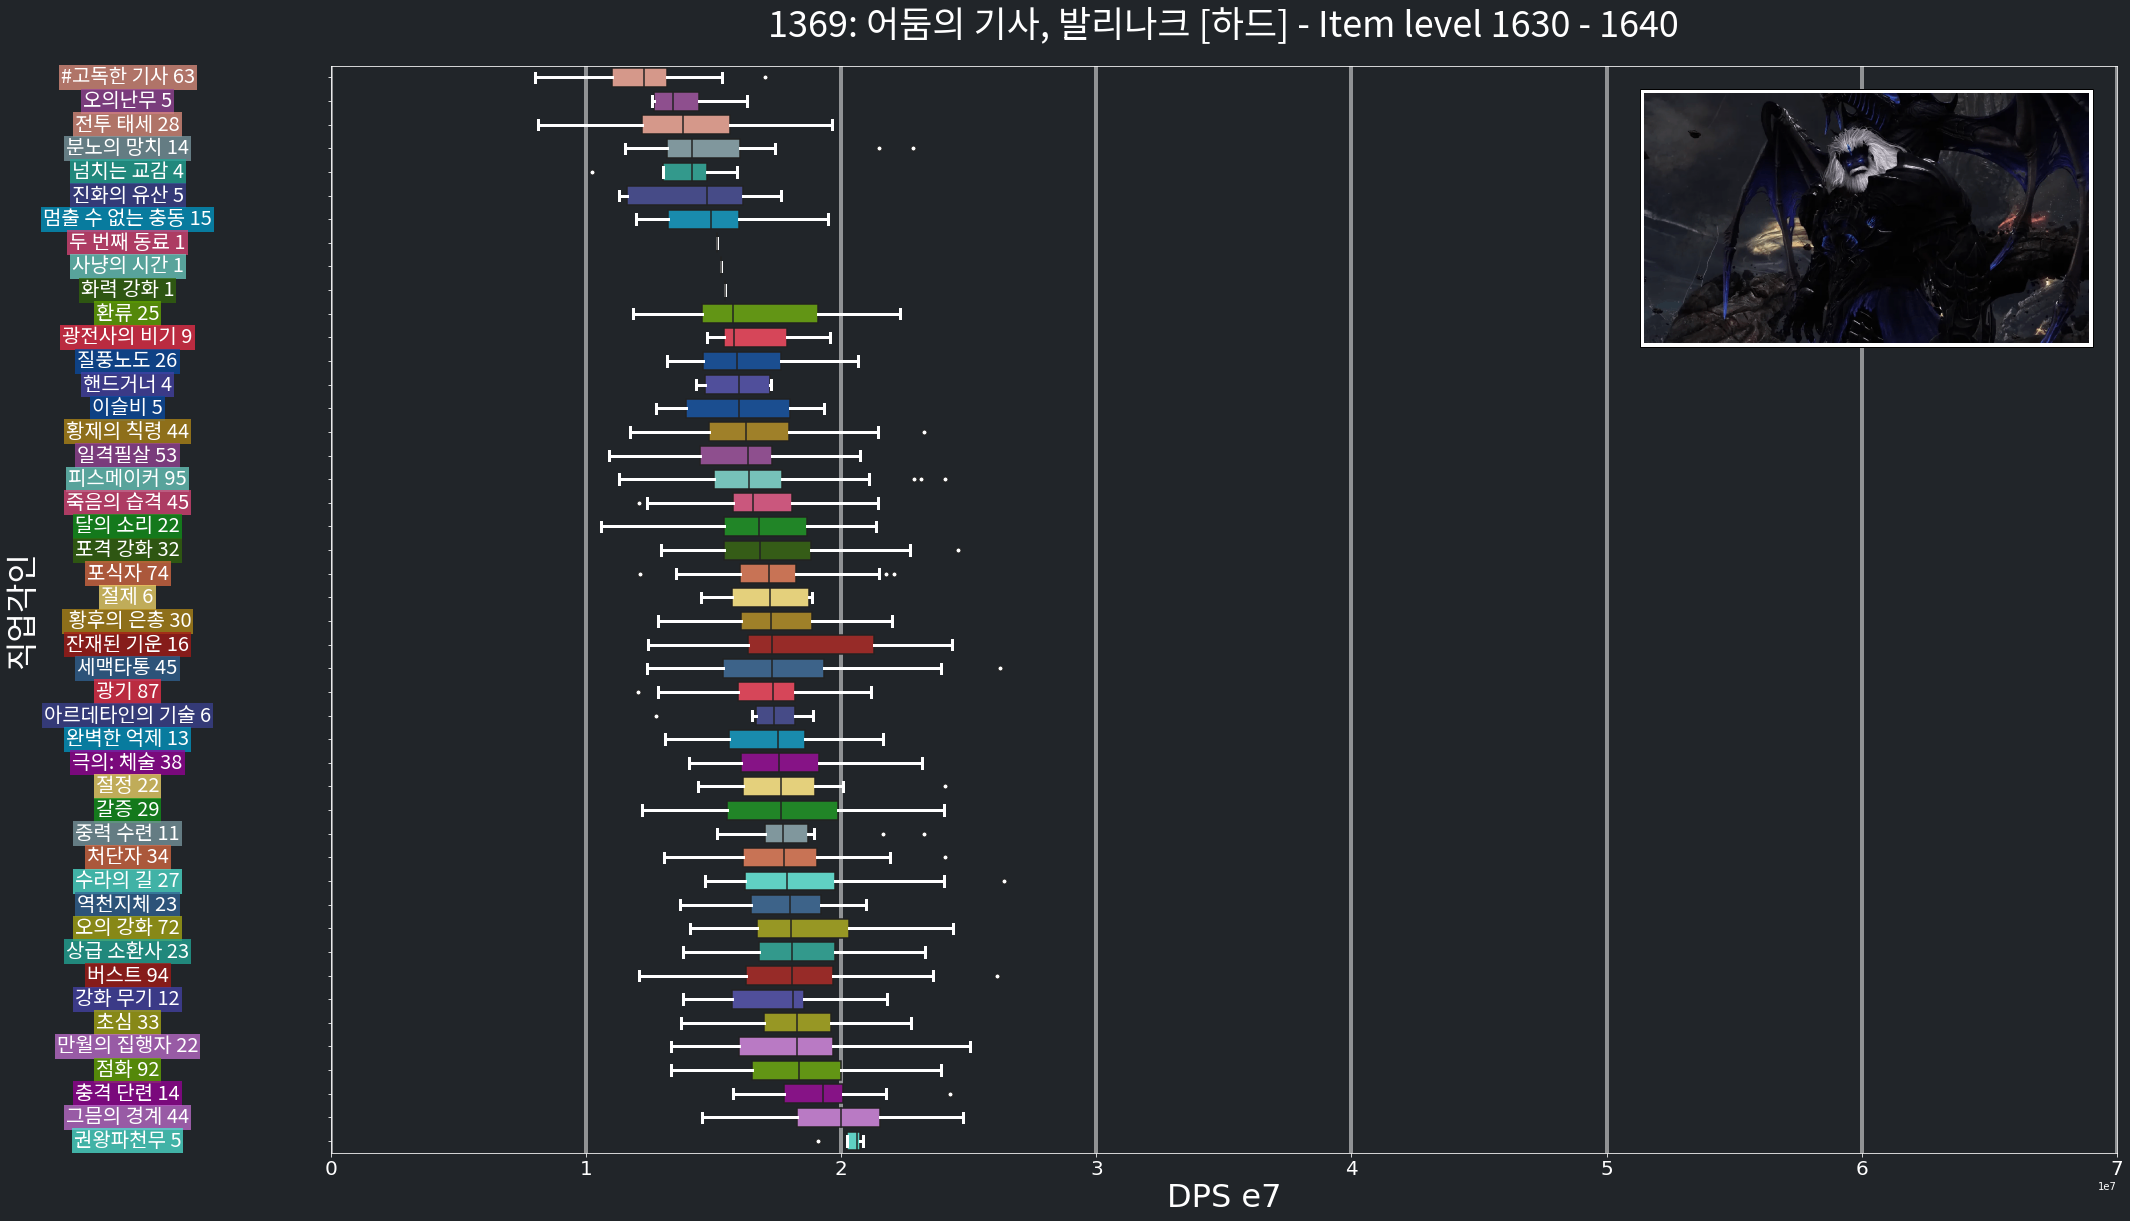 1369: 어둠의 기사, 발리나크 [하드] - Item level 1630 - 1640
#고독한 기사 63
오의난무 5
전투 태세 28
분노의 망치 14
넘치는 교감 4
진화의 유산 5
멈출 수 없는 충동 15
두 번째 동료 1
사냥의 시간 1
화력 강화 1
환류 25
광전사의 비기 9
질풍노도 26
핸드거너 4
이슬비 5
황제의 칙령 44
일격필살 53
피스메이커 95
죽음의 습격 45
달의 소리 22
포격 강화 32
포식자 74
절제 6
황후의 은총 30
잔재된 기운 16
세맥타통 45
광기 87
아르데타인의 기술 6
완벽한 억제 13
극의: 체술 38
절정 22
갈증 29
중력 수련 11
처단자 34
수라의 길 27
역천지체 23
오의 강화 72
상급 소환사 23
버스트 94
강화 무기 12
초심 33
만월의 집행자 22
점화 92
충격 단련 14
그믐의 경계 44
권왕파천무 5
직업각인
0 1 2 3 4 5 6 7
1e7
DPS e7